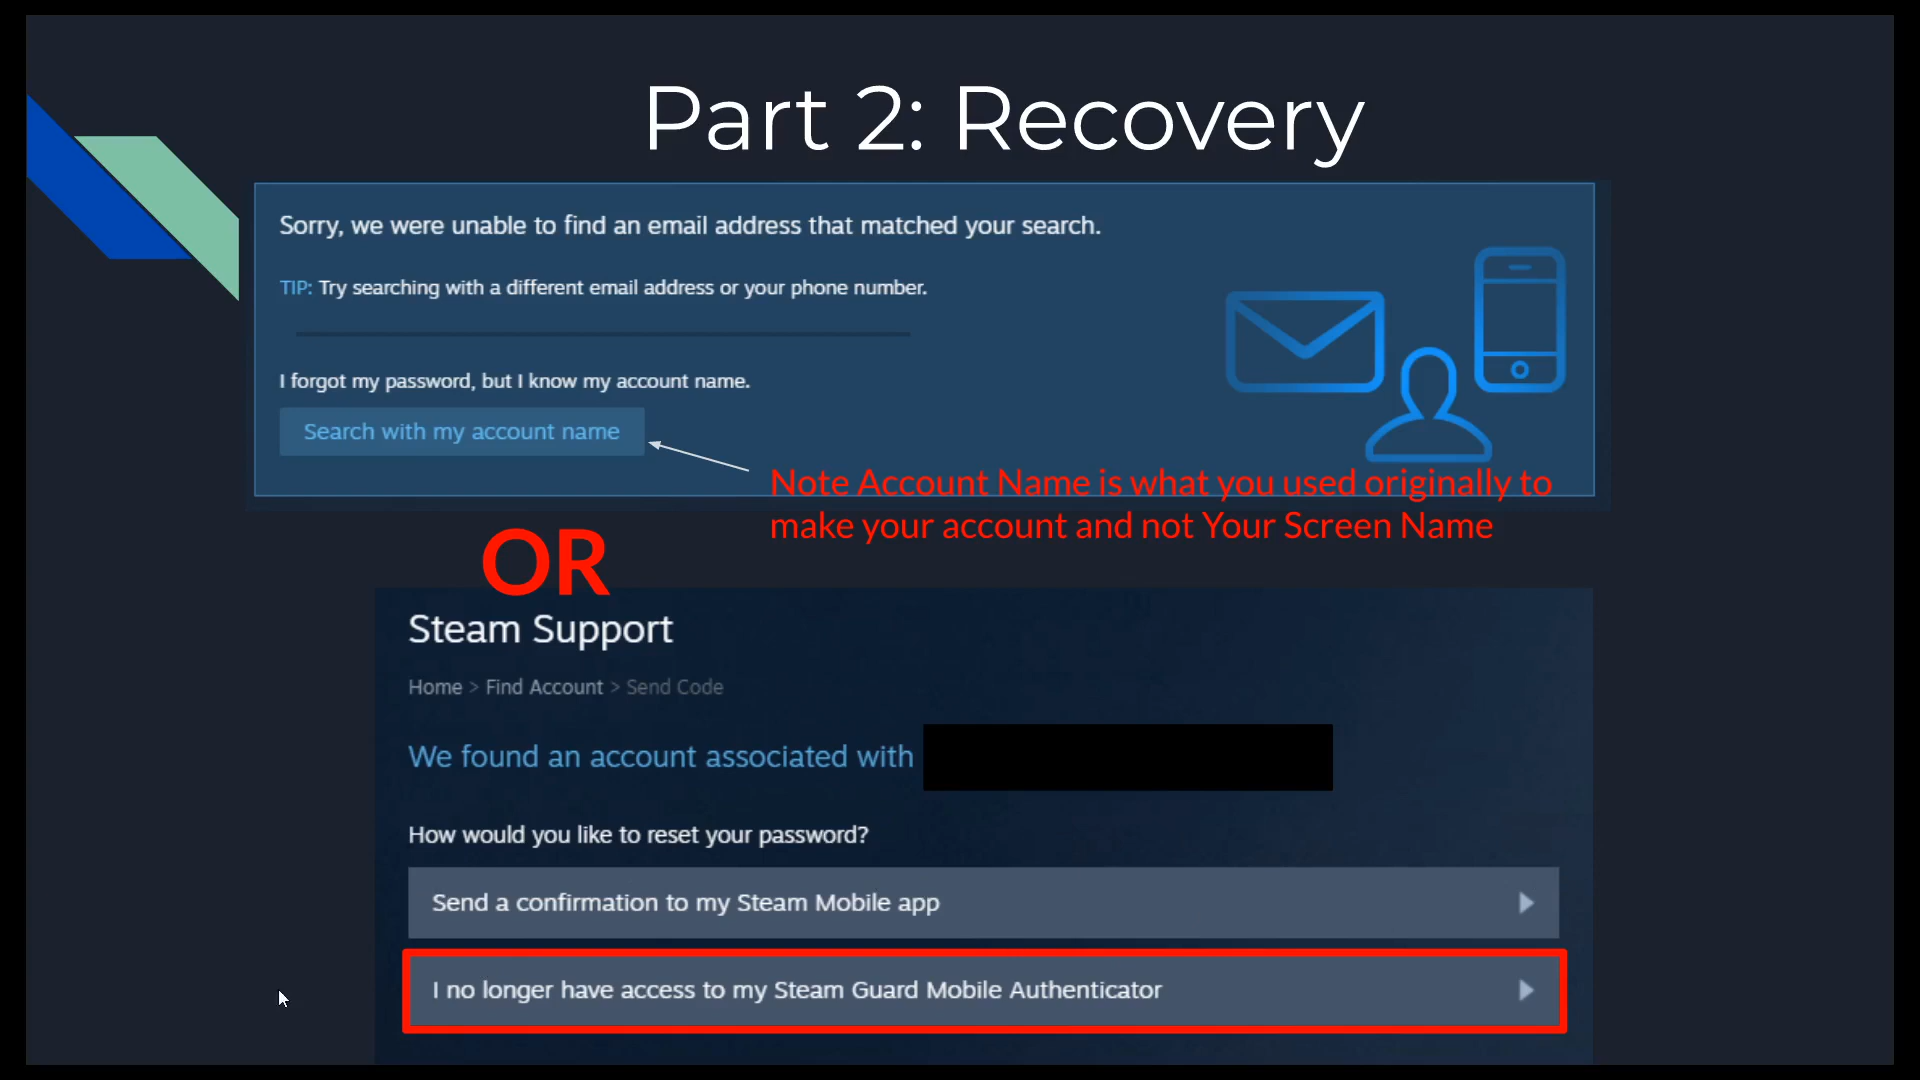 Part 2: Recovery
Sorry, we were unable to find an email address that matched your search.
TIP: Try searching with a different email address or your phone number.
I forgot my password, but I know my account name.
Search with my account name
Note Account Name is what you used originally to
make your account and not Your Screen Name
OR
Steam Support
Home > Find Account > Send Code
We found an account associated with
How would you like to reset your password?
Send a confirmation to my Steam Mobile app
I no longer have access to my Steam Guard Mobile Authenticator